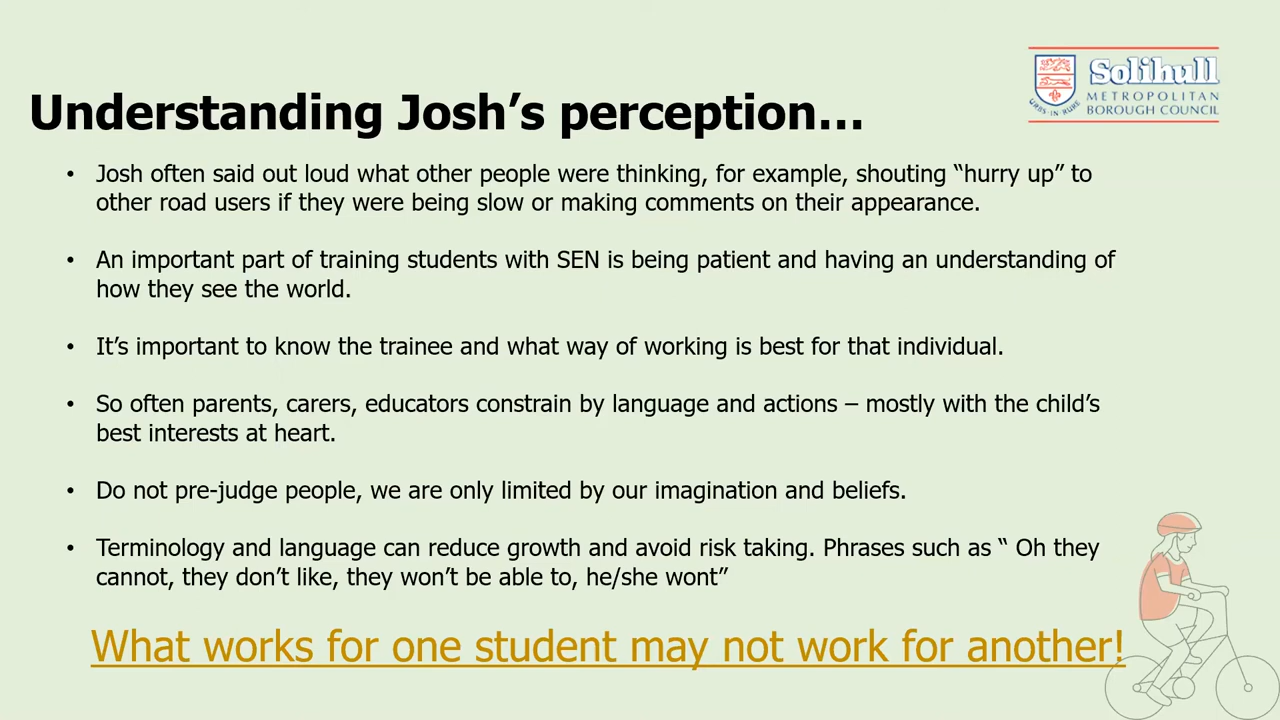 Solihull
METROPOLITAN
BOROUGH COUNCIL
URBS IN RURE
Understanding Josh’s perception…
• Josh often said out loud what other people were thinking, for example, shouting “hurry up” to
other road users if they were being slow or making comments on their appearance.
• An important part of training students with SEN is being patient and having an understanding of
how they see the world.
• It’s important to know the trainee and what way of working is best for that individual.
• So often parents, carers, educators constrain by language and actions – mostly with the child’s
best interests at heart.
• Do not pre-judge people, we are only limited by our imagination and beliefs.
• Terminology and language can reduce growth and avoid risk taking. Phrases such as “ Oh they
cannot, they don’t like, they won’t be able to, he/she wont”
What works for one student may not work for another!